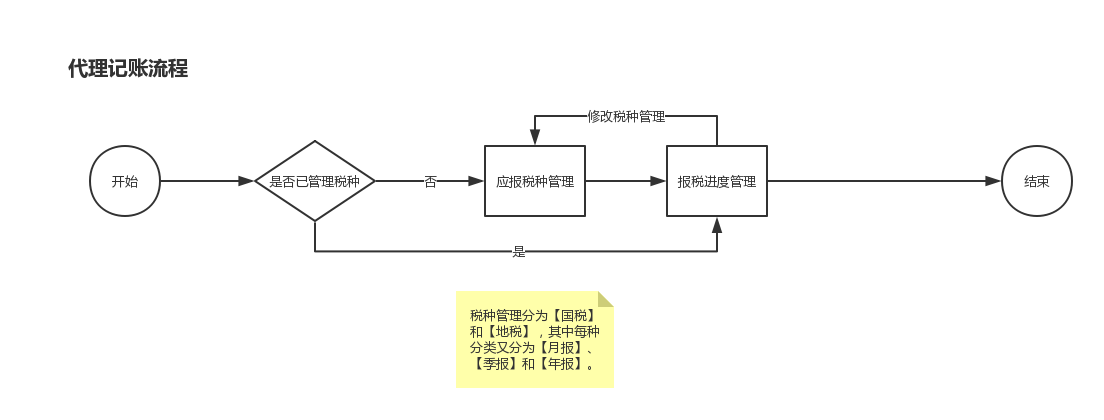 代理记账流程
修改税种管理
开始
是否已管理税种
否
应报税种管理
报税进度管理
结束
是
税种管理分为【国税】
和【地税】，其中每种
分类又分为【月报】、
【季报】和【年报】。